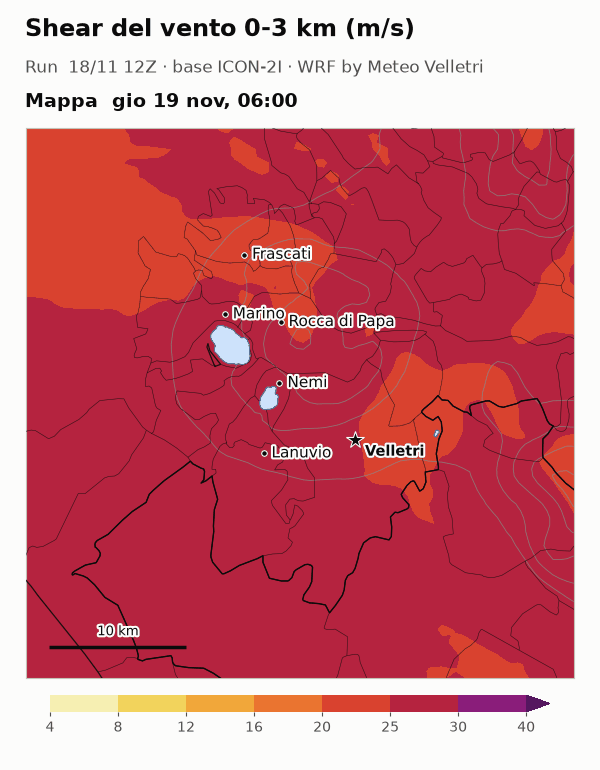 Shear del vento 0-3 km (m/s)
Run  18/11 12Z · base ICON-2I · WRF by Meteo Velletri
Mappa  gio 19 nov, 06:00
Frascati
Marino
Rocca di Papa
Nemi
Velletri
Lanuvio
10 km
4 8 12 16 20 25 30 40